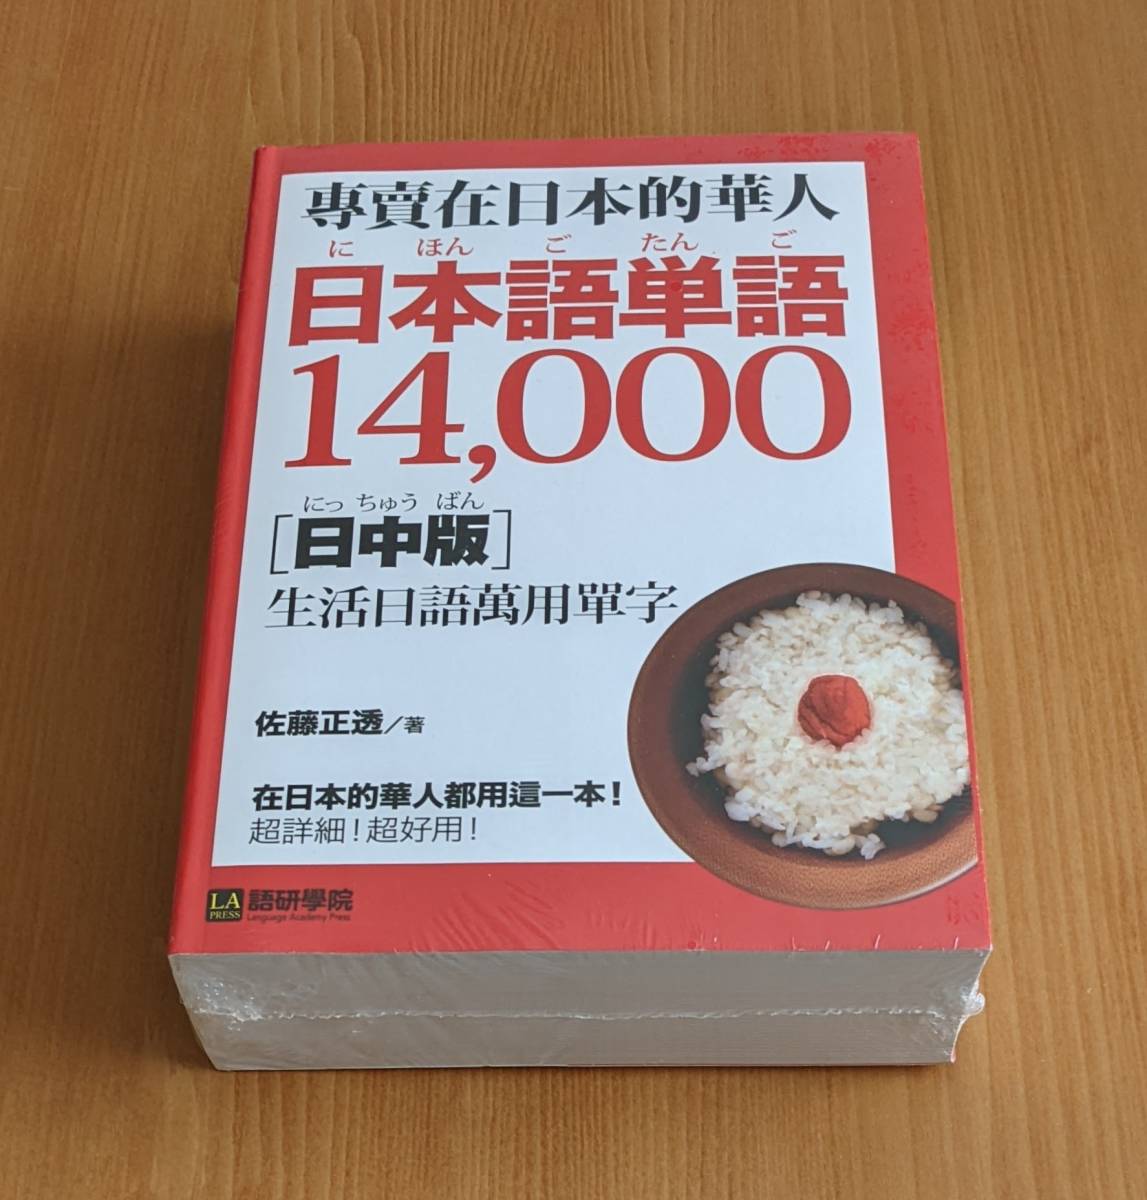 專賣在日本的華人
に ほん ご たん ご
日本語単語
14,000
にっ ちゅう ばん
[日中版]
生活日語萬用單字
佐藤正透/著
在日本的華人都用這一本!
超詳細!超好用!
LA PRESS 語研學院
Language Academy Press